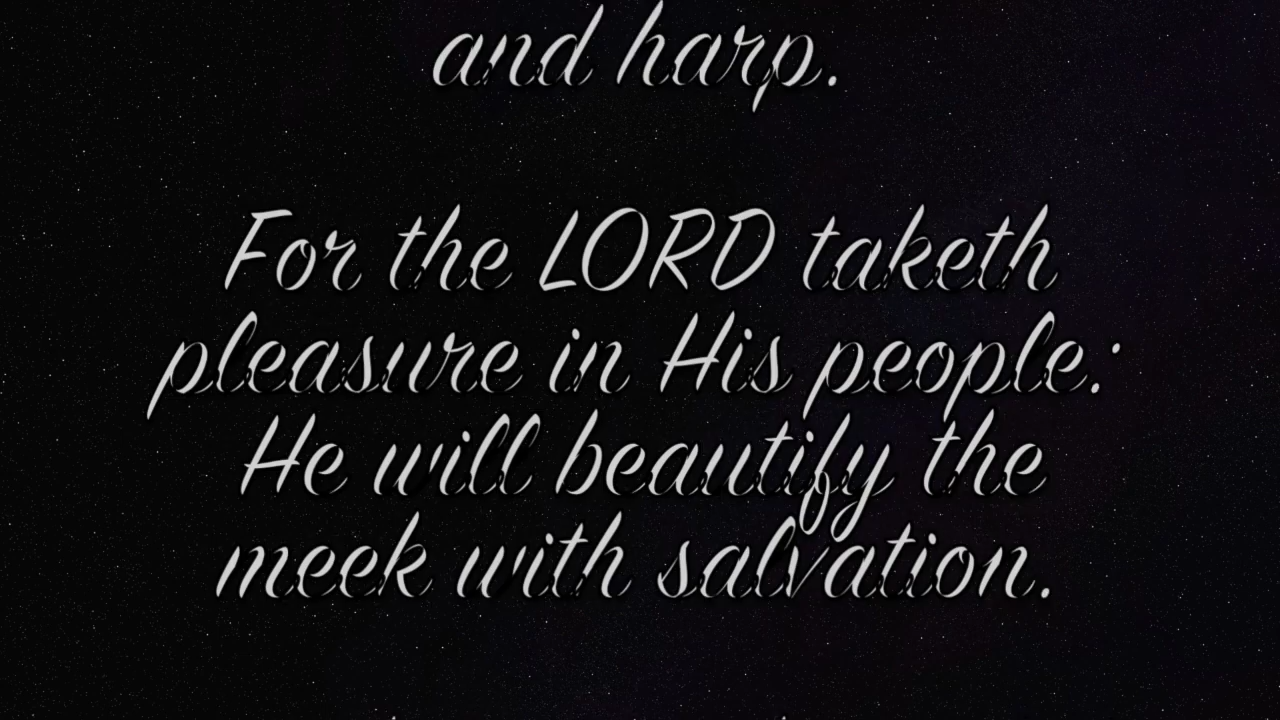 and harp.
For the LORD taketh
pleasure in His people:
He will beautify the
meek with salvation.